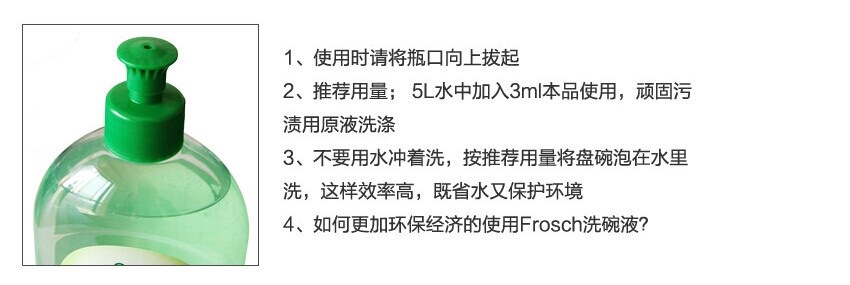 1、使用时请将瓶口向上拔起
2、推荐用量； 5L水中加入3ml本品使用，顽固污
渍用原液洗涤
3、不要用水冲着洗，按推荐用量将盘碗泡在水里
洗，这样效率高，既省水又保护环境
4、如何更加环保经济的使用Frosch洗碗液?